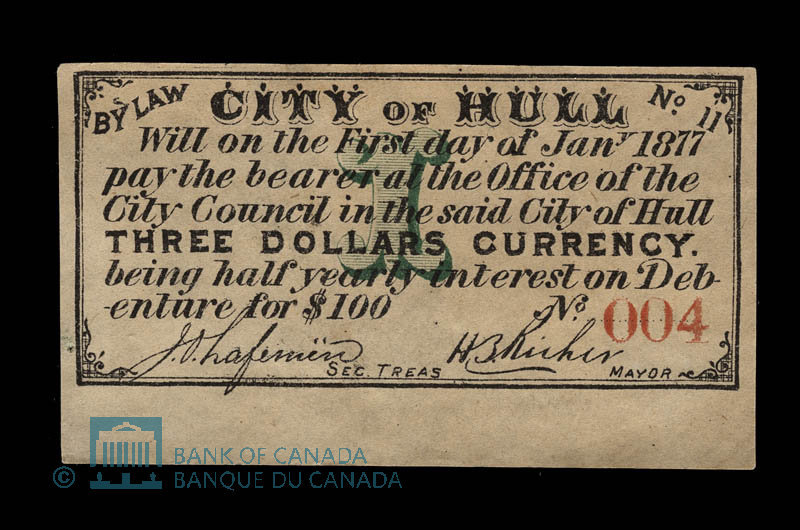 BY LAW CITY OF HULL No. 11
Will on the First day of Jany 1877
pay the bearer at the Office of the
City Council in the said City of Hull
THREE DOLLARS CURRENCY.
being half yearly interest on Deb-
-enture for $100 No. 004
1
SEC. TREAS MAYOR
© BANK OF CANADA
BANQUE DU CANADA